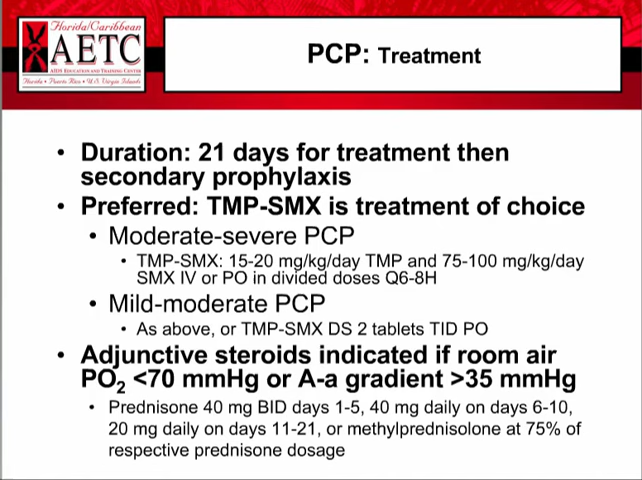 Florida/Caribbean
AETC
AIDS EDUCATION AND TRAINING CENTER
Florida • Puerto Rico • U.S. Virgin Islands
PCP: Treatment
• Duration: 21 days for treatment then
secondary prophylaxis
• Preferred: TMP-SMX is treatment of choice
• Moderate-severe PCP
• TMP-SMX: 15-20 mg/kg/day TMP and 75-100 mg/kg/day
SMX IV or PO in divided doses Q6-8H
• Mild-moderate PCP
• As above, or TMP-SMX DS 2 tablets TID PO
• Adjunctive steroids indicated if room air
PO2 <70 mmHg or A-a gradient >35 mmHg
• Prednisone 40 mg BID days 1-5, 40 mg daily on days 6-10,
20 mg daily on days 11-21, or methylprednisolone at 75% of
respective prednisone dosage